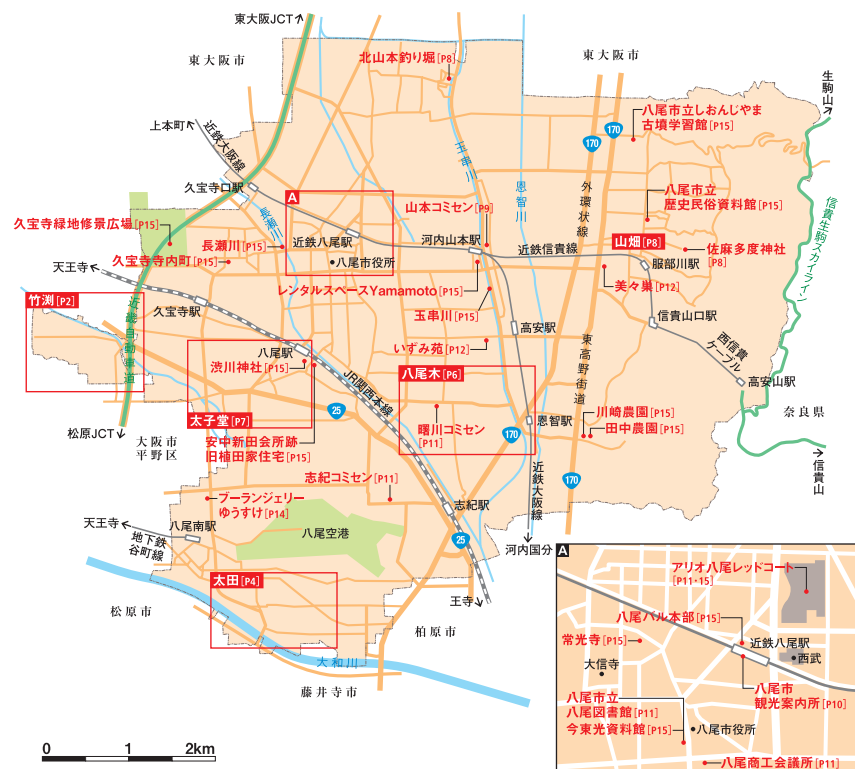 東大阪JCT
東大阪市
北山本釣り堀[P8]
東大阪市
生駒山
上本町
近鉄大阪線
170
170
八尾市立しおんじやま
古墳学習館[P15]
玉串川
恩智川
外環状線
久宝寺口駅
長瀬川
A
山本コミセン[P9]
八尾市立
歴史民俗資料館[P15]
信貴生駒スカイライン
久宝寺緑地修景広場[P15]
長瀬川[P15]
近鉄八尾駅
河内山本駅
近鉄信貴線
山畑[P8]
佐麻多度神社
[P8]
久宝寺寺内町[P15]
八尾市役所
服部川駅
天王寺
レンタルスペースYamamoto[P15]
美々巣[P12]
竹渕[P2]
近畿自動車道
久宝寺駅
玉串川[P15]
信貴山口駅
高安駅
八尾駅
いずみ苑[P12]
東高野街道
西信貴
ケーブル
渋川神社
[P15]
JR関西本線
八尾木[P6]
高安山駅
太子堂[P7]
25
曙川コミセン
[P11]
恩智駅
川崎農園[P15]
田中農園[P15]
奈良県
松原JCT
大阪市
平野区
安中新田会所跡
旧植田家住宅[P15]
170
信貴山
志紀コミセン[P11]
近鉄大阪線
170
ブーランジェリー
ゆうすけ[P14]
志紀駅
天王寺
八尾南駅
地下鉄
谷町線
八尾空港
25
河内国分
太田[P4]
王寺
松原市
柏原市
大和川
藤井寺市
0 1 2km
A
アリオ八尾レッドコート
[P11・15]
八尾バル本部[P15]
常光寺[P15]
近鉄八尾駅
西武
大信寺
八尾市
観光案内所[P10]
八尾市立
八尾図書館[P11]
今東光資料館[P15]
八尾市役所
八尾商工会議所[P11]